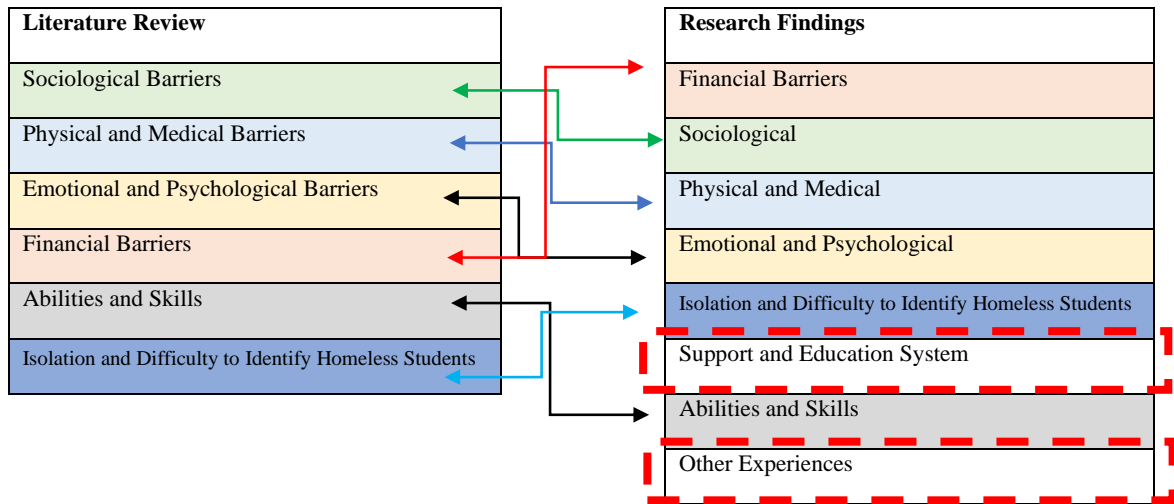 Literature Review
Sociological Barriers
Physical and Medical Barriers
Emotional and Psychological Barriers
Financial Barriers
Abilities and Skills
Isolation and Difficulty to Identify Homeless Students
Research Findings
Financial Barriers
Sociological
Physical and Medical
Emotional and Psychological
Isolation and Difficulty to Identify Homeless Students
Support and Education System
Abilities and Skills
Other Experiences